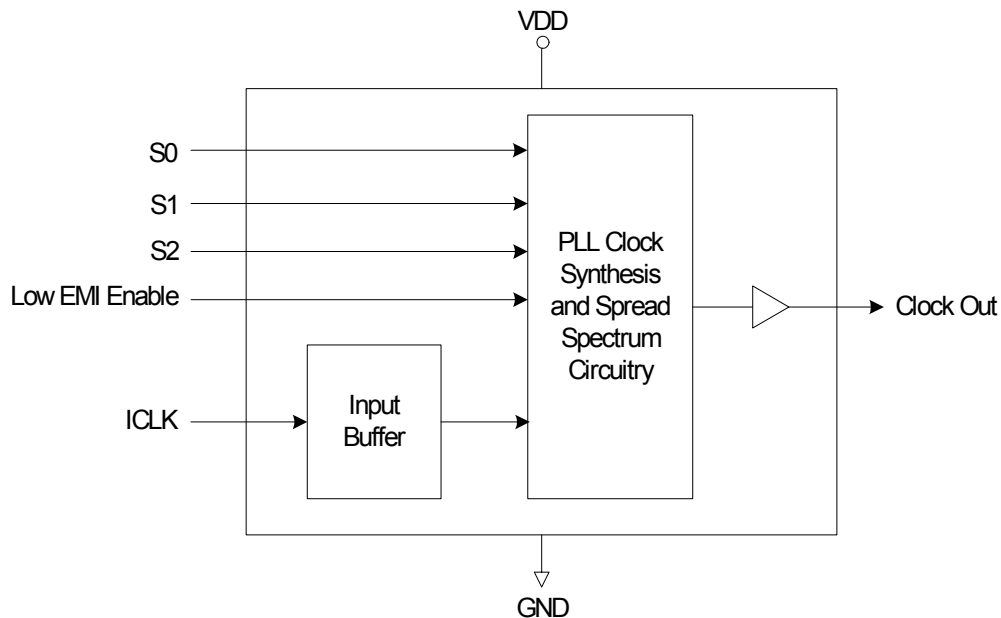 VDD
S0
S1
S2
Low EMI Enable
ICLK
Input
Buffer
PLL Clock
Synthesis
and Spread
Spectrum
Circuitry
Clock Out
GND